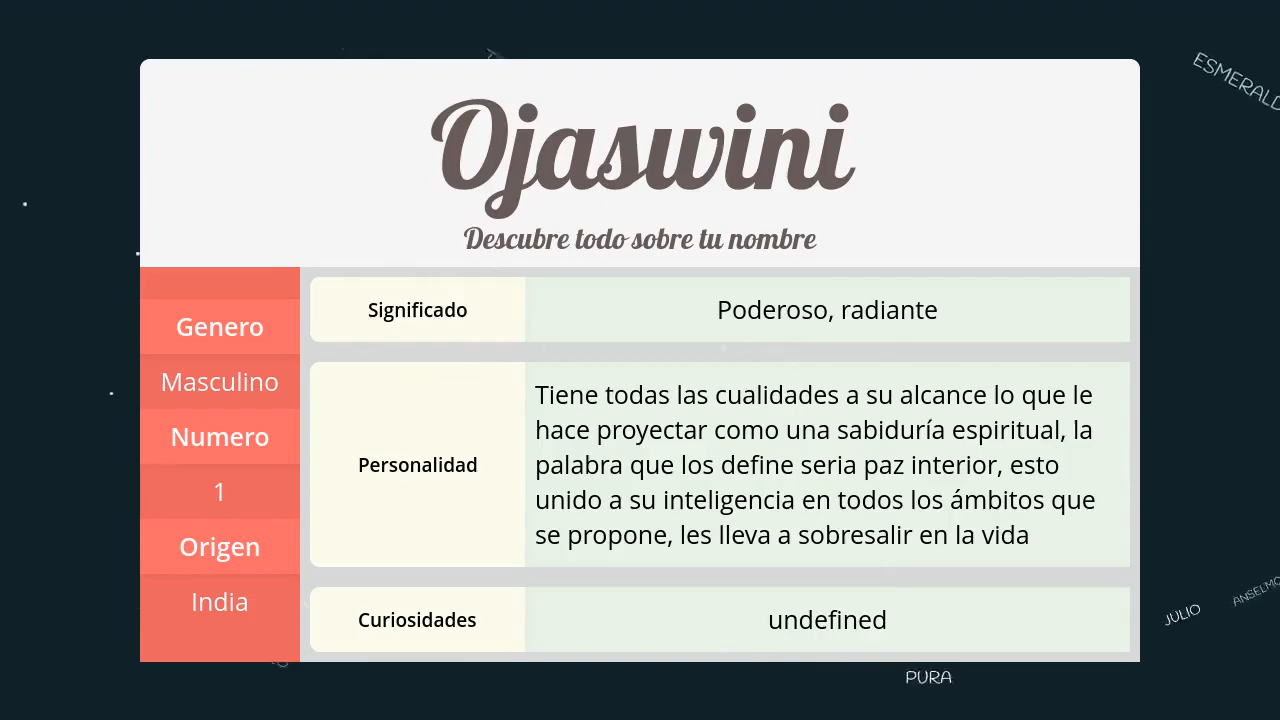 Ojaswini
Descubre todo sobre tu nombre
Genero
Masculino
Numero
1
Origen
India
Significado
Poderoso, radiante
Personalidad
Tiene todas las cualidades a su alcance lo que le
hace proyectar como una sabiduría espiritual, la
palabra que los define seria paz interior, esto
unido a su inteligencia en todos los ámbitos que
se propone, les lleva a sobresalir en la vida
Curiosidades
undefined
ESMERALD
ANSELMO
JULIO
PURA